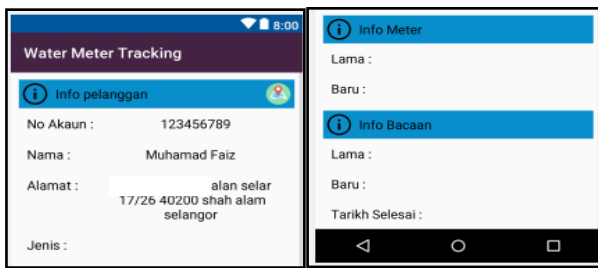 8:00
Water Meter Tracking
Info pelanggan
No Akaun : 123456789
Nama : Muhamad Faiz
Alamat : alan selar
17/26 40200 shah alam
selangor
Jenis :
Info Meter
Lama :
Baru :
Info Bacaan
Lama :
Baru :
Tarikh Selesai :